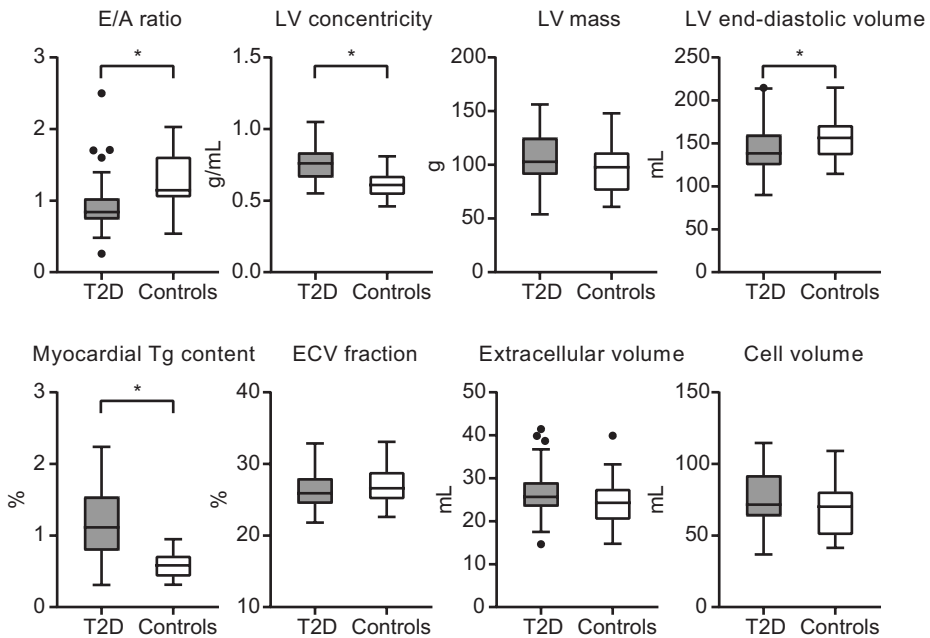 E/A ratio
*
3
2
1
0
T2D Controls
LV concentricity
*
g/mL
1.5
1.0
0.5
0.0
T2D Controls
LV mass
g
200
150
100
50
0
T2D Controls
LV end-diastolic volume
*
mL
250
200
150
100
50
0
T2D Controls
Myocardial Tg content
*
%
3
2
1
0
T2D Controls
ECV fraction
%
40
30
20
10
T2D Controls
Extracellular volume
mL
50
40
30
20
10
0
T2D Controls
Cell volume
mL
150
100
50
0
T2D Controls